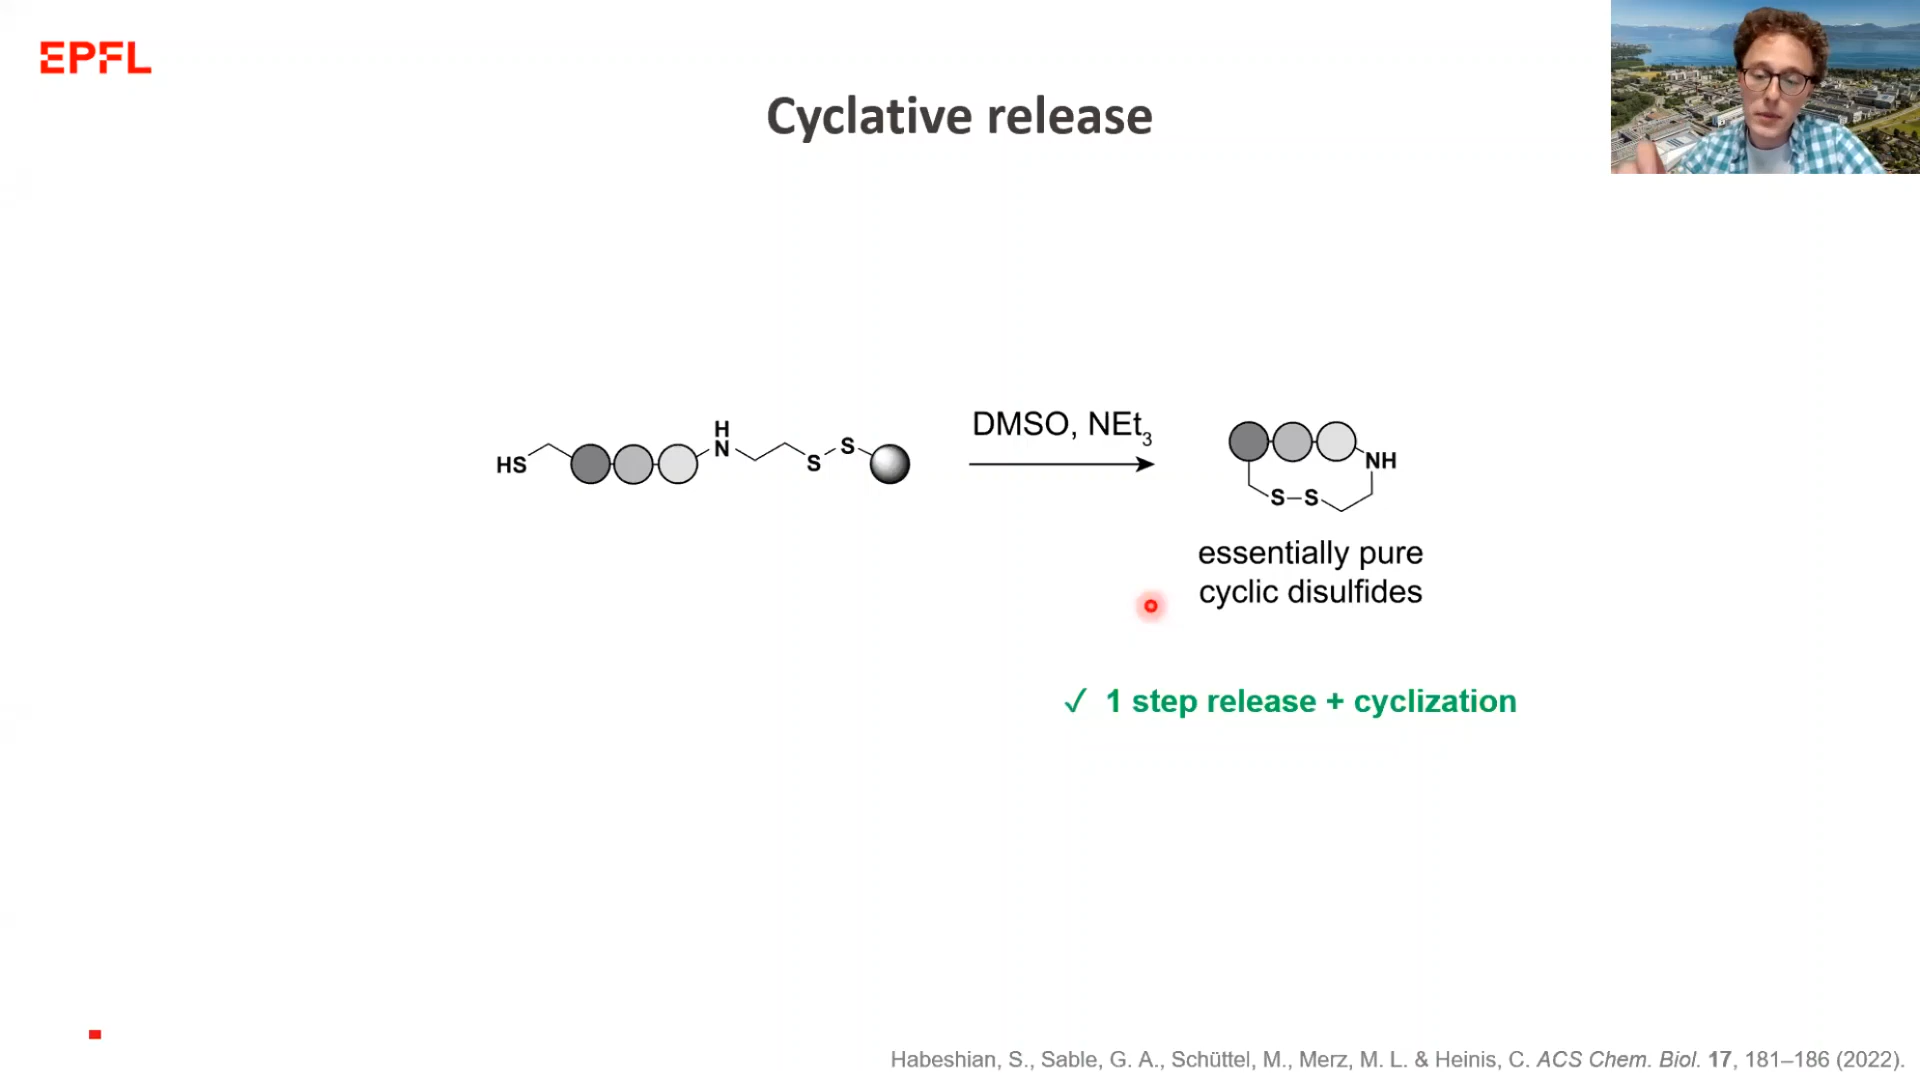 EPFL
Cyclative release
HS
H
N
S
S
DMSO, NEt3
NH
S–S
essentially pure
cyclic disulfides
✓ 1 step release + cyclization
Habeshian, S., Sable, G. A., Schüttel, M., Merz, M. L. & Heinis, C. ACS Chem. Biol. 17, 181–186 (2022).